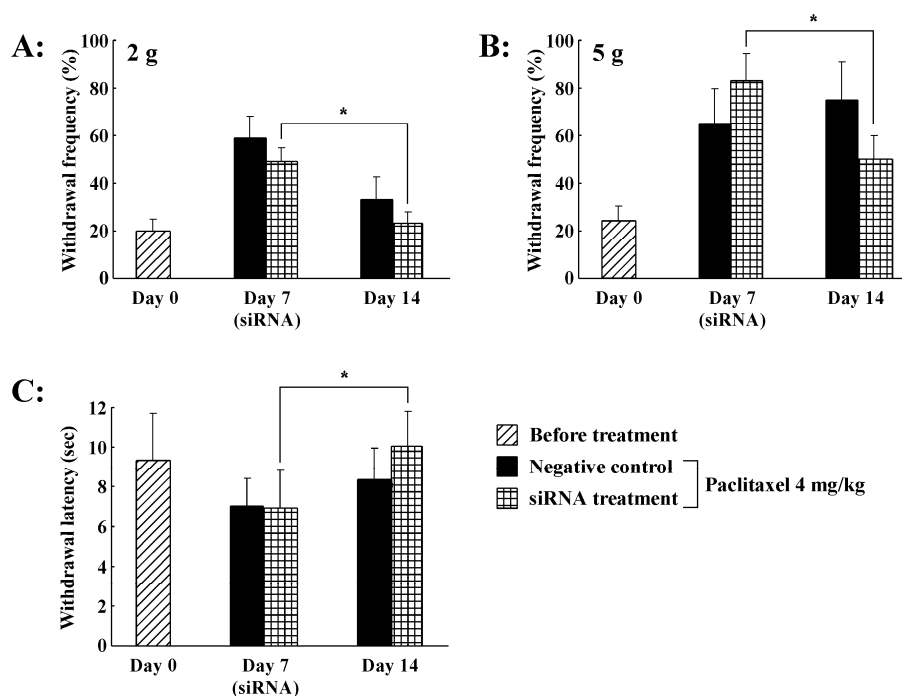 A:
2 g
Withdrawal frequency (%)
100
80
60
40
20
0
*
Day 0
Day 7
(siRNA)
Day 14
B:
5 g
Withdrawal frequency (%)
100
80
60
40
20
0
*
Day 0
Day 7
(siRNA)
Day 14
C:
Withdrawal latency (sec)
12
10
8
6
4
2
0
*
Day 0
Day 7
(siRNA)
Day 14
Before treatment
Negative control
siRNA treatment
Paclitaxel 4 mg/kg